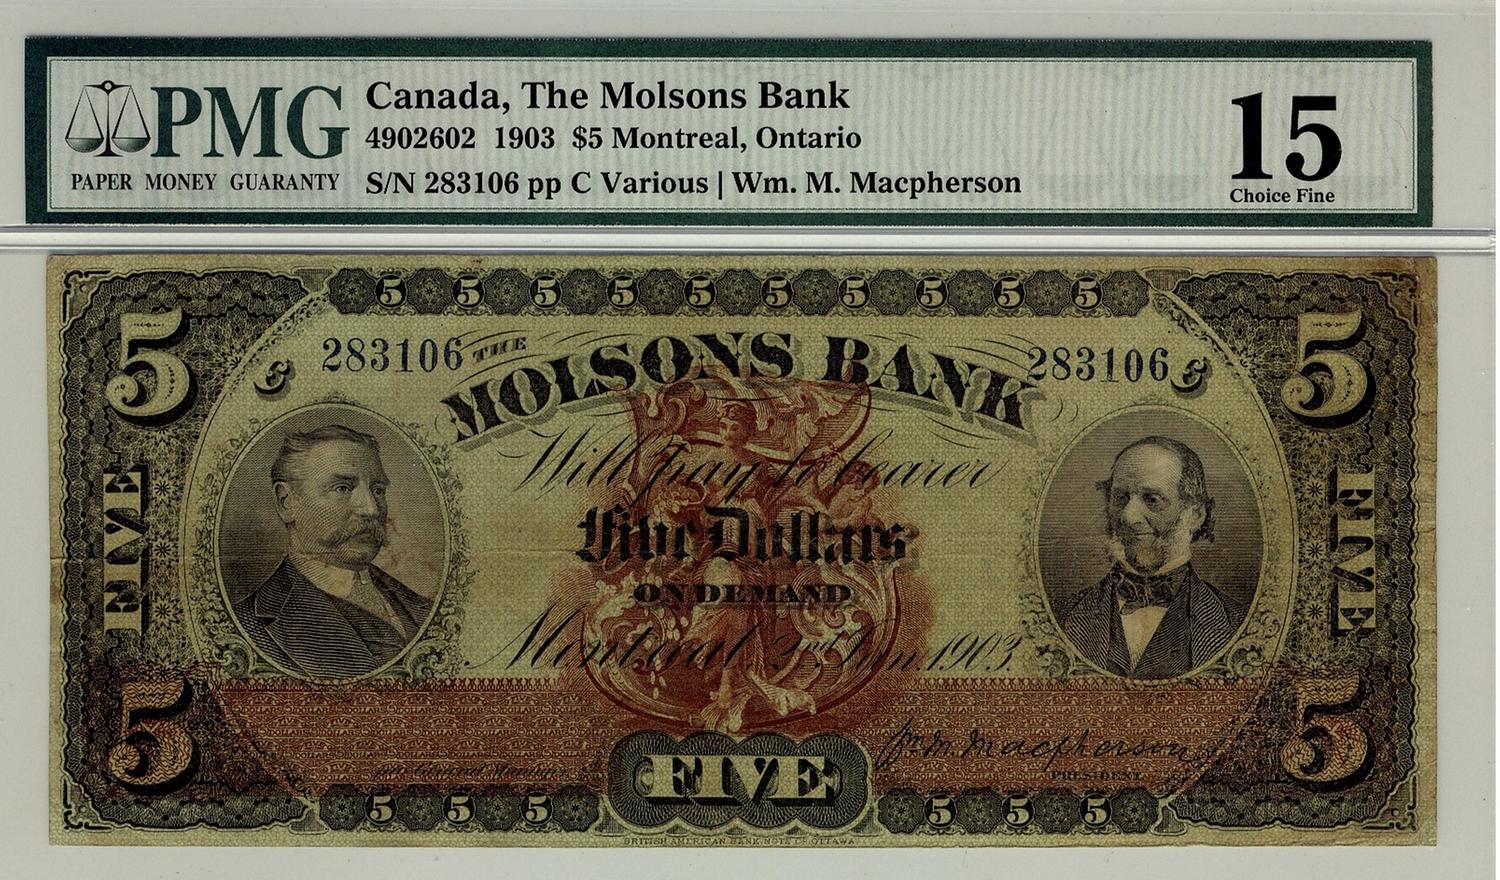 PMG
PAPER MONEY GUARANTY
Canada, The Molsons Bank
4902602 1903 $5 Montreal, Ontario
S/N 283106 pp C Various | Wm. M. Macpherson
15
Choice Fine
5 5 5 5 5 5 5 5 5 5
5 5
283106 THE 283106
MOLSONS BANK
Will pay to bearer
Five Dollars
ON DEMAND
Montreal, 2nd Jan 1903.
FIVE FIVE
5 5
Wm. M. Macpherson
pro General Manager
PRESIDENT
FIVE
5 5 5 5 5 5
BRITISH AMERICAN BANK NOTE CO. OTTAWA